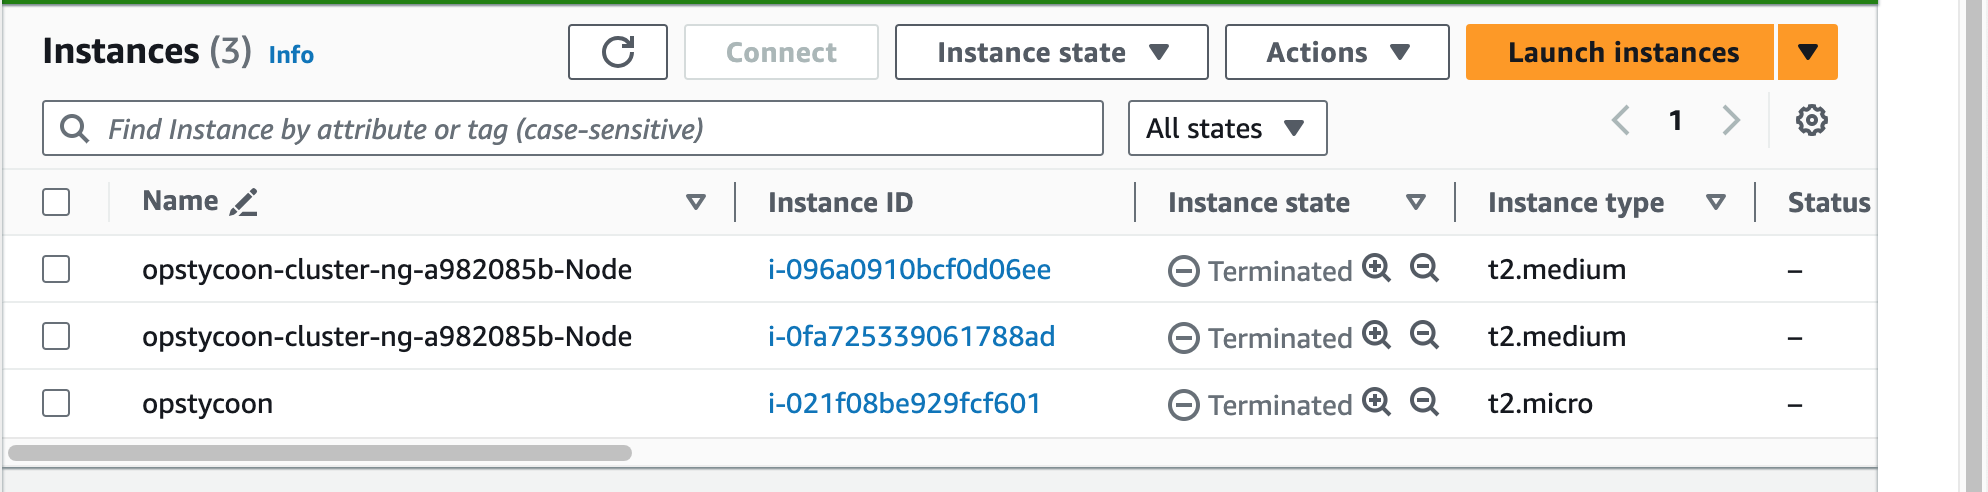 Instances (3) Info Connect Instance state Actions Launch instances
Find Instance by attribute or tag (case-sensitive) All states 1
Name Instance ID Instance state Instance type Status
opstycoon-cluster-ng-a982085b-Node i-096a0910bcf0d06ee Terminated t2.medium –
opstycoon-cluster-ng-a982085b-Node i-0fa725339061788ad Terminated t2.medium –
opstycoon i-021f08be929fcf601 Terminated t2.micro –